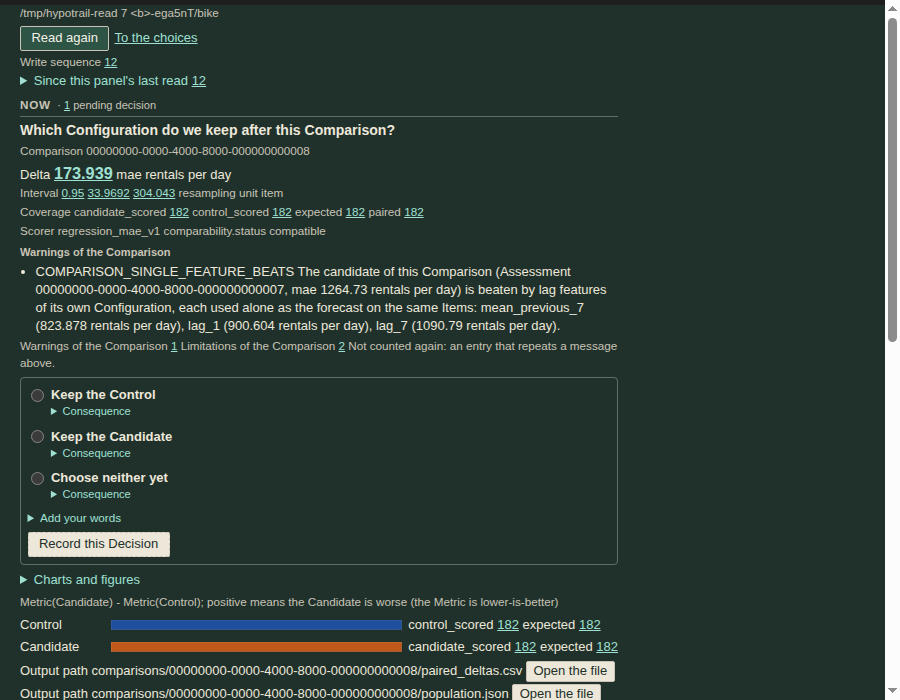 /tmp/hypotrail-read 7 <b>-ega5nT/bike
Read again To the choices
Write sequence 12
Since this panel's last read 12
NOW · 1 pending decision
Which Configuration do we keep after this Comparison?
Comparison 00000000-0000-4000-8000-000000000008
Delta 173.939 mae rentals per day
Interval 0.95 33.9692 304.043 resampling unit item
Coverage candidate_scored 182 control_scored 182 expected 182 paired 182
Scorer regression_mae_v1 comparability.status compatible
Warnings of the Comparison
• COMPARISON_SINGLE_FEATURE_BEATS The candidate of this Comparison (Assessment
00000000-0000-4000-8000-000000000007, mae 1264.73 rentals per day) is beaten by lag features
of its own Configuration, each used alone as the forecast on the same Items: mean_previous_7
(823.878 rentals per day), lag_1 (900.604 rentals per day), lag_7 (1090.79 rentals per day).
Warnings of the Comparison 1 Limitations of the Comparison 2 Not counted again: an entry that repeats a message
above.
Keep the Control
Consequence
Keep the Candidate
Consequence
Choose neither yet
Consequence
Add your words
Record this Decision
Charts and figures
Metric(Candidate) - Metric(Control); positive means the Candidate is worse (the Metric is lower-is-better)
Control control_scored 182 expected 182
Candidate candidate_scored 182 expected 182
Output path comparisons/00000000-0000-4000-8000-000000000008/paired_deltas.csv Open the file
Output path comparisons/00000000-0000-4000-8000-000000000008/population.json Open the file